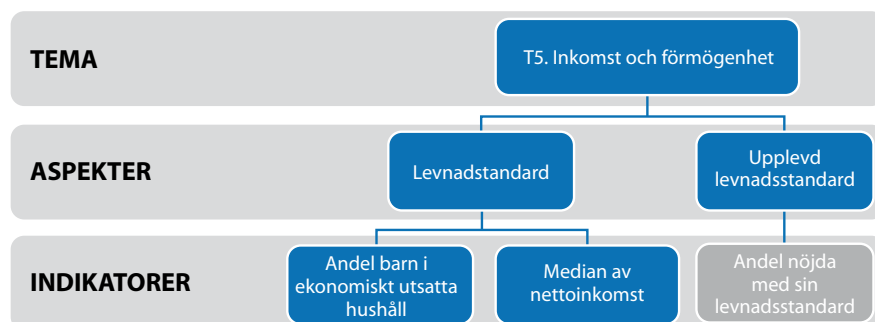 TEMA
T5. Inkomst och förmögenhet
ASPEKTER
Levnadstandard
Upplevd
levnadsstandard
INDIKATORER
Andel barn i
ekonomiskt utsatta
hushåll
Median av
nettoinkomst
Andel nöjda
med sin
levnadsstandard